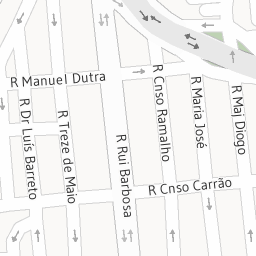 R Manuel Dutra
R Dr Luís Barreto
R Treze de Maio
R Rui Barbosa
R Cnso Ramalho
R Maria José
R Maj Diogo
R Cnso Carrão